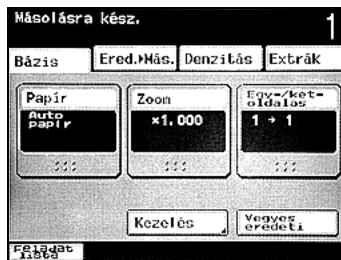 Másolásra kész. 1
Bázis Ered.▸Más. Denzitás Extrák
Papír Zoom Egy-/két-
oldalas
Auto
papír
×1.000 1 → 1
Kezelés Vegyes
eredeti
Feladat
lista